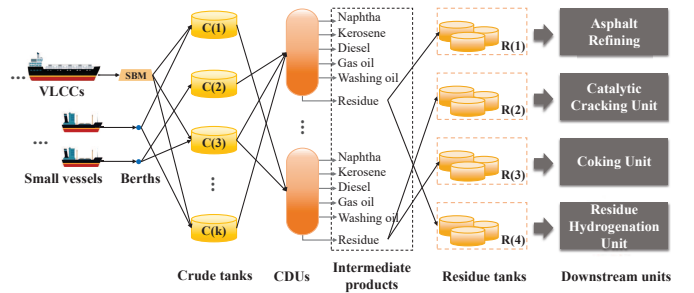 ...
VLCCs
SBM
...
Small vessels
Berths
C(1)
C(2)
C(3)
...
C(k)
Crude tanks
...
CDUs
Naphtha
Kerosene
Diesel
Gas oil
Washing oil
Residue
Naphtha
Kerosene
Diesel
Gas oil
Washing oil
Residue
Intermediate
products
R(1)
R(2)
R(3)
R(4)
Residue tanks
Asphalt
Refining
Catalytic
Cracking Unit
Coking Unit
Residue
Hydrogenation
Unit
Downstream units